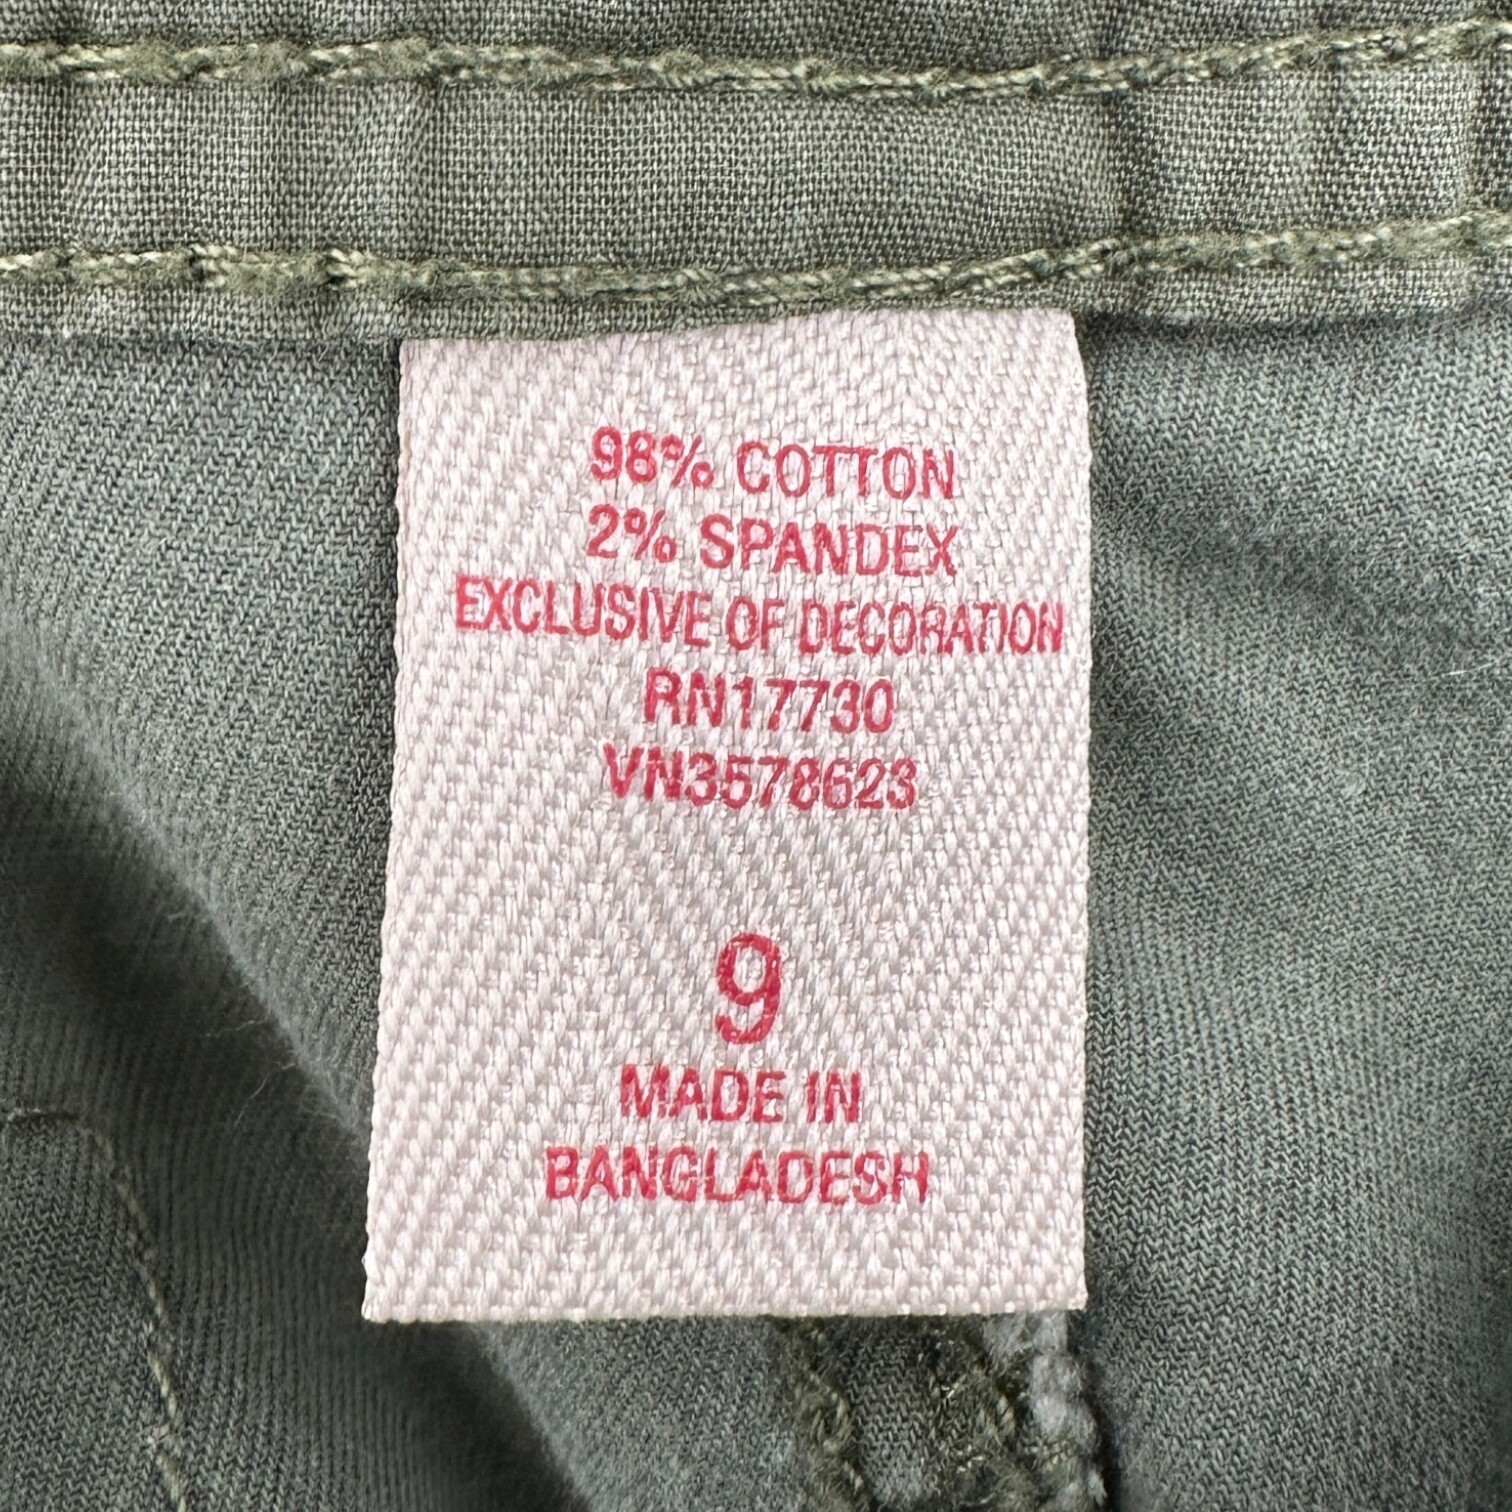 98% COTTON
2% SPANDEX
EXCLUSIVE OF DECORATION
RN17730
VN3578623
9
MADE IN
BANGLADESH